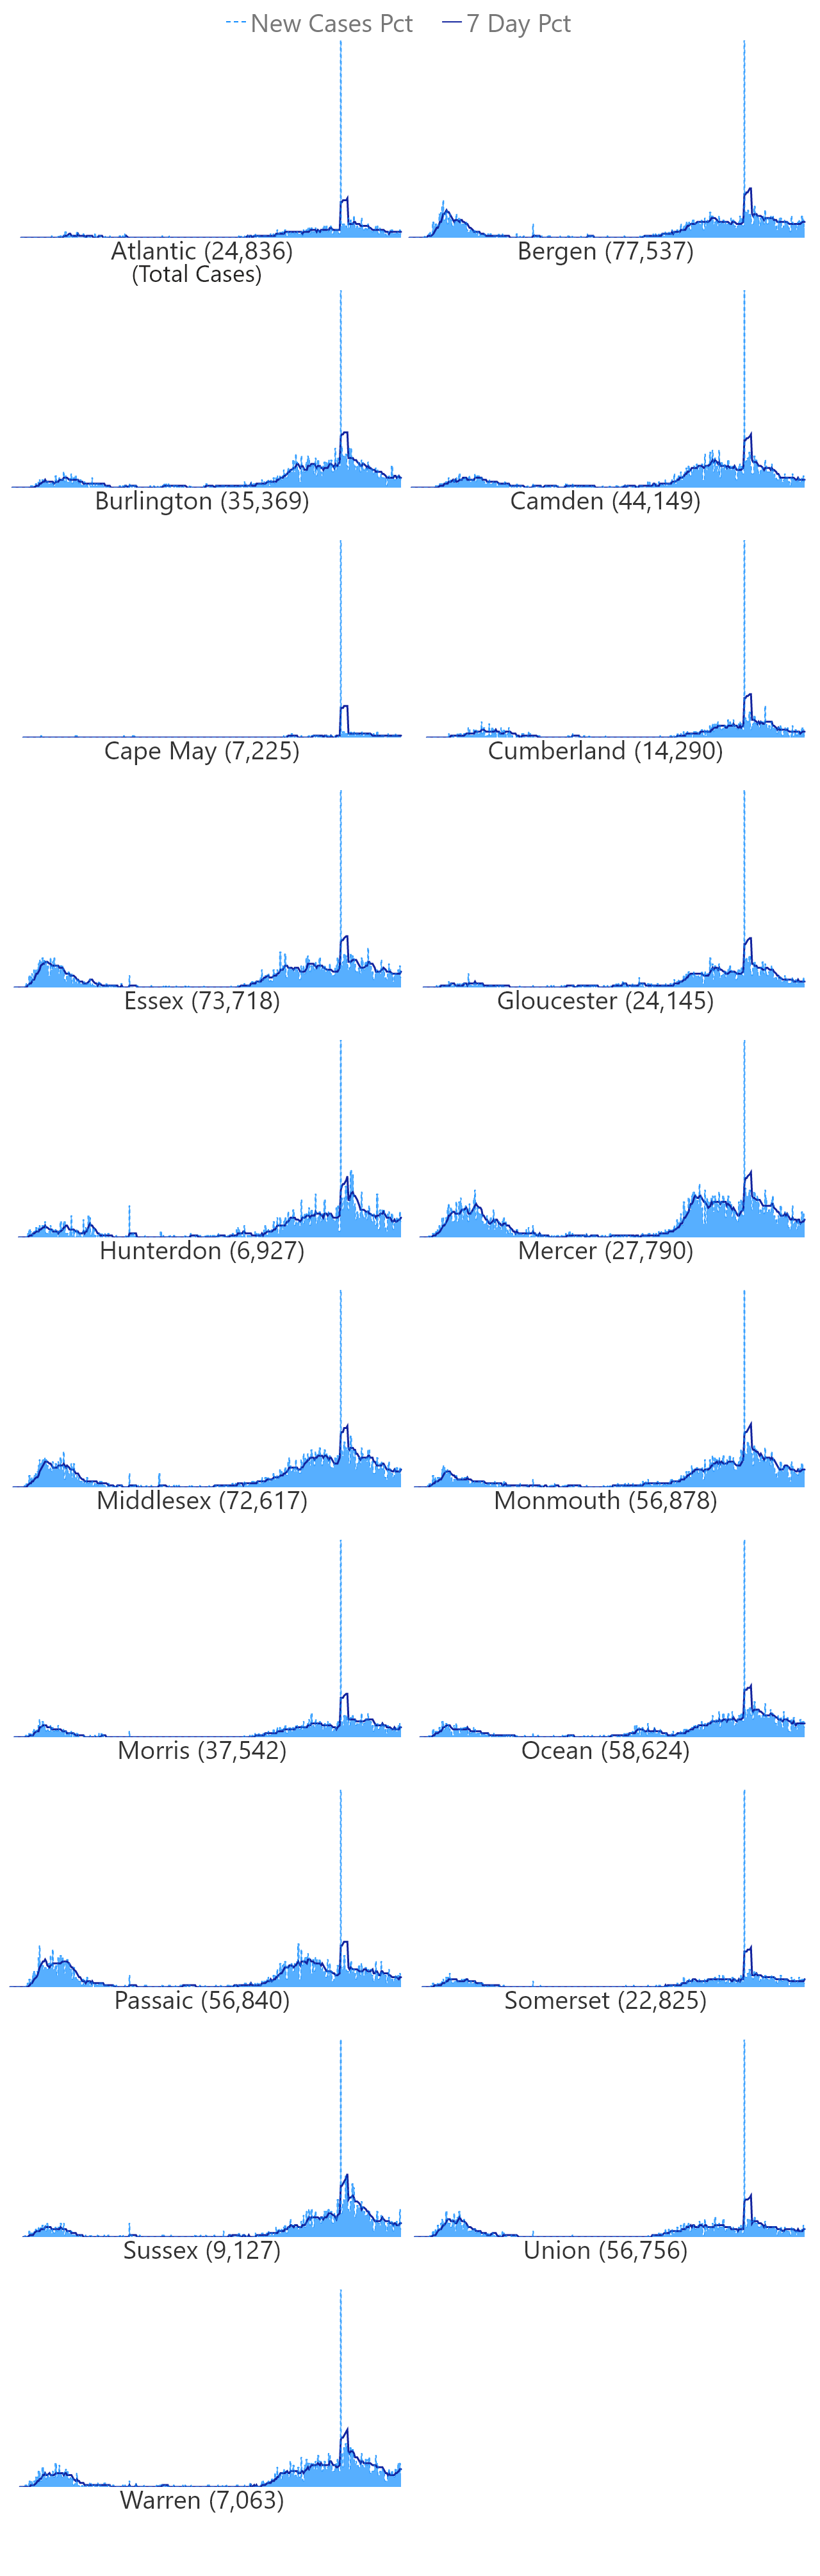 New Cases Pct 7 Day Pct
Atlantic (24,836) Bergen (77,537)
(Total Cases)
Burlington (35,369) Camden (44,149)
Cape May (7,225) Cumberland (14,290)
Essex (73,718) Gloucester (24,145)
Hunterdon (6,927) Mercer (27,790)
Middlesex (72,617) Monmouth (56,878)
Morris (37,542) Ocean (58,624)
Passaic (56,840) Somerset (22,825)
Sussex (9,127) Union (56,756)
Warren (7,063)